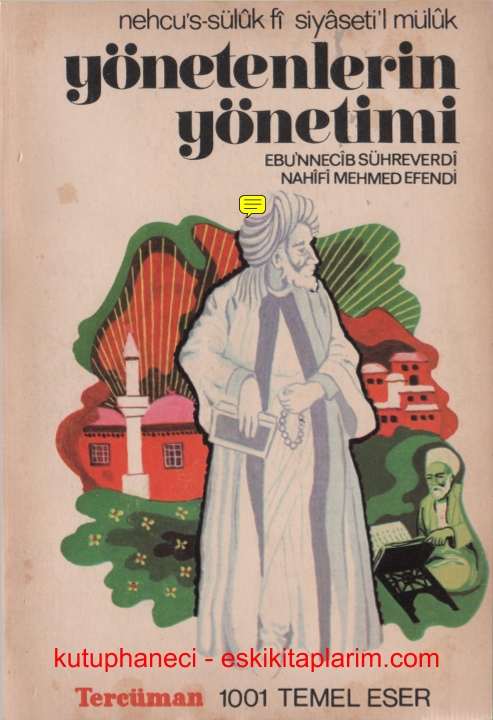 nehcu's-sülûk fî siyâseti'l mülûk
yönetenlerin
yönetimi
EBU'NNECÎB SÜHREVERDÎ
NAHÎFÎ MEHMED EFENDİ
kutuphaneci - eskikitaplarim.com
Tercüman 1001 TEMEL ESER